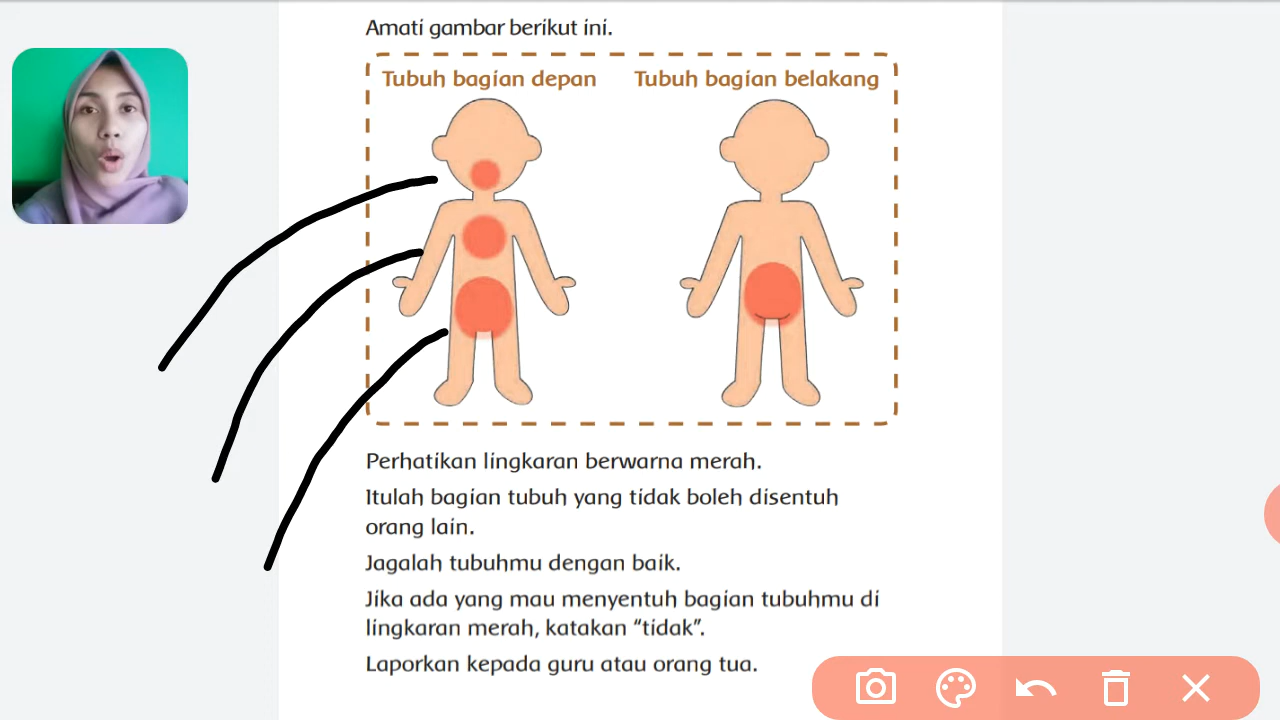 Amati gambar berikut ini.
Tubuh bagian depan
Tubuh bagian belakang
Perhatikan lingkaran berwarna merah.
Itulah bagian tubuh yang tidak boleh disentuh
orang lain.
Jagalah tubuhmu dengan baik.
Jika ada yang mau menyentuh bagian tubuhmu di
lingkaran merah, katakan “tidak”.
Laporkan kepada guru atau orang tua.